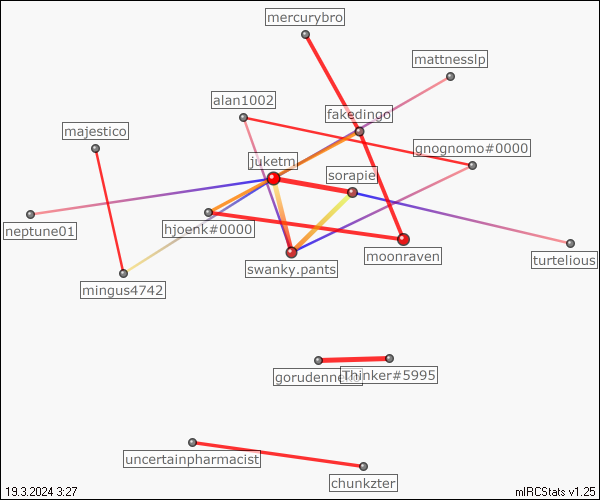 mercurybro
mattnesslp
alan1002
fakedingo
majestico
gnognomo#0000
juketm
sorapie
neptune01
hjoenk#0000
moonraven
swanky.pants
turtelious
mingus4742
Thinker#5995
uncertainpharmacist
chunkzter
19.3.2024 3:27
mIRCStats v1.25